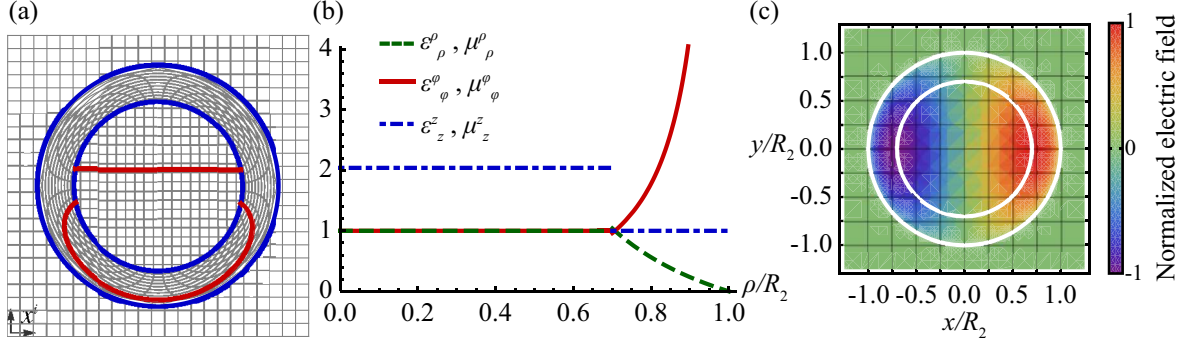 (a)
xⁱ
(b)
4
3
2
1
0
ε^ρ_ρ , μ^ρ_ρ
ε^φ_φ , μ^φ_φ
ε^z_z , μ^z_z
ρ/R₂
0.0 0.2 0.4 0.6 0.8 1.0
(c)
1.0
0.5
y/R₂ 0.0
-0.5
-1.0
-1.0 -0.5 0.0 0.5 1.0
x/R₂
1
0
-1
Normalized electric field